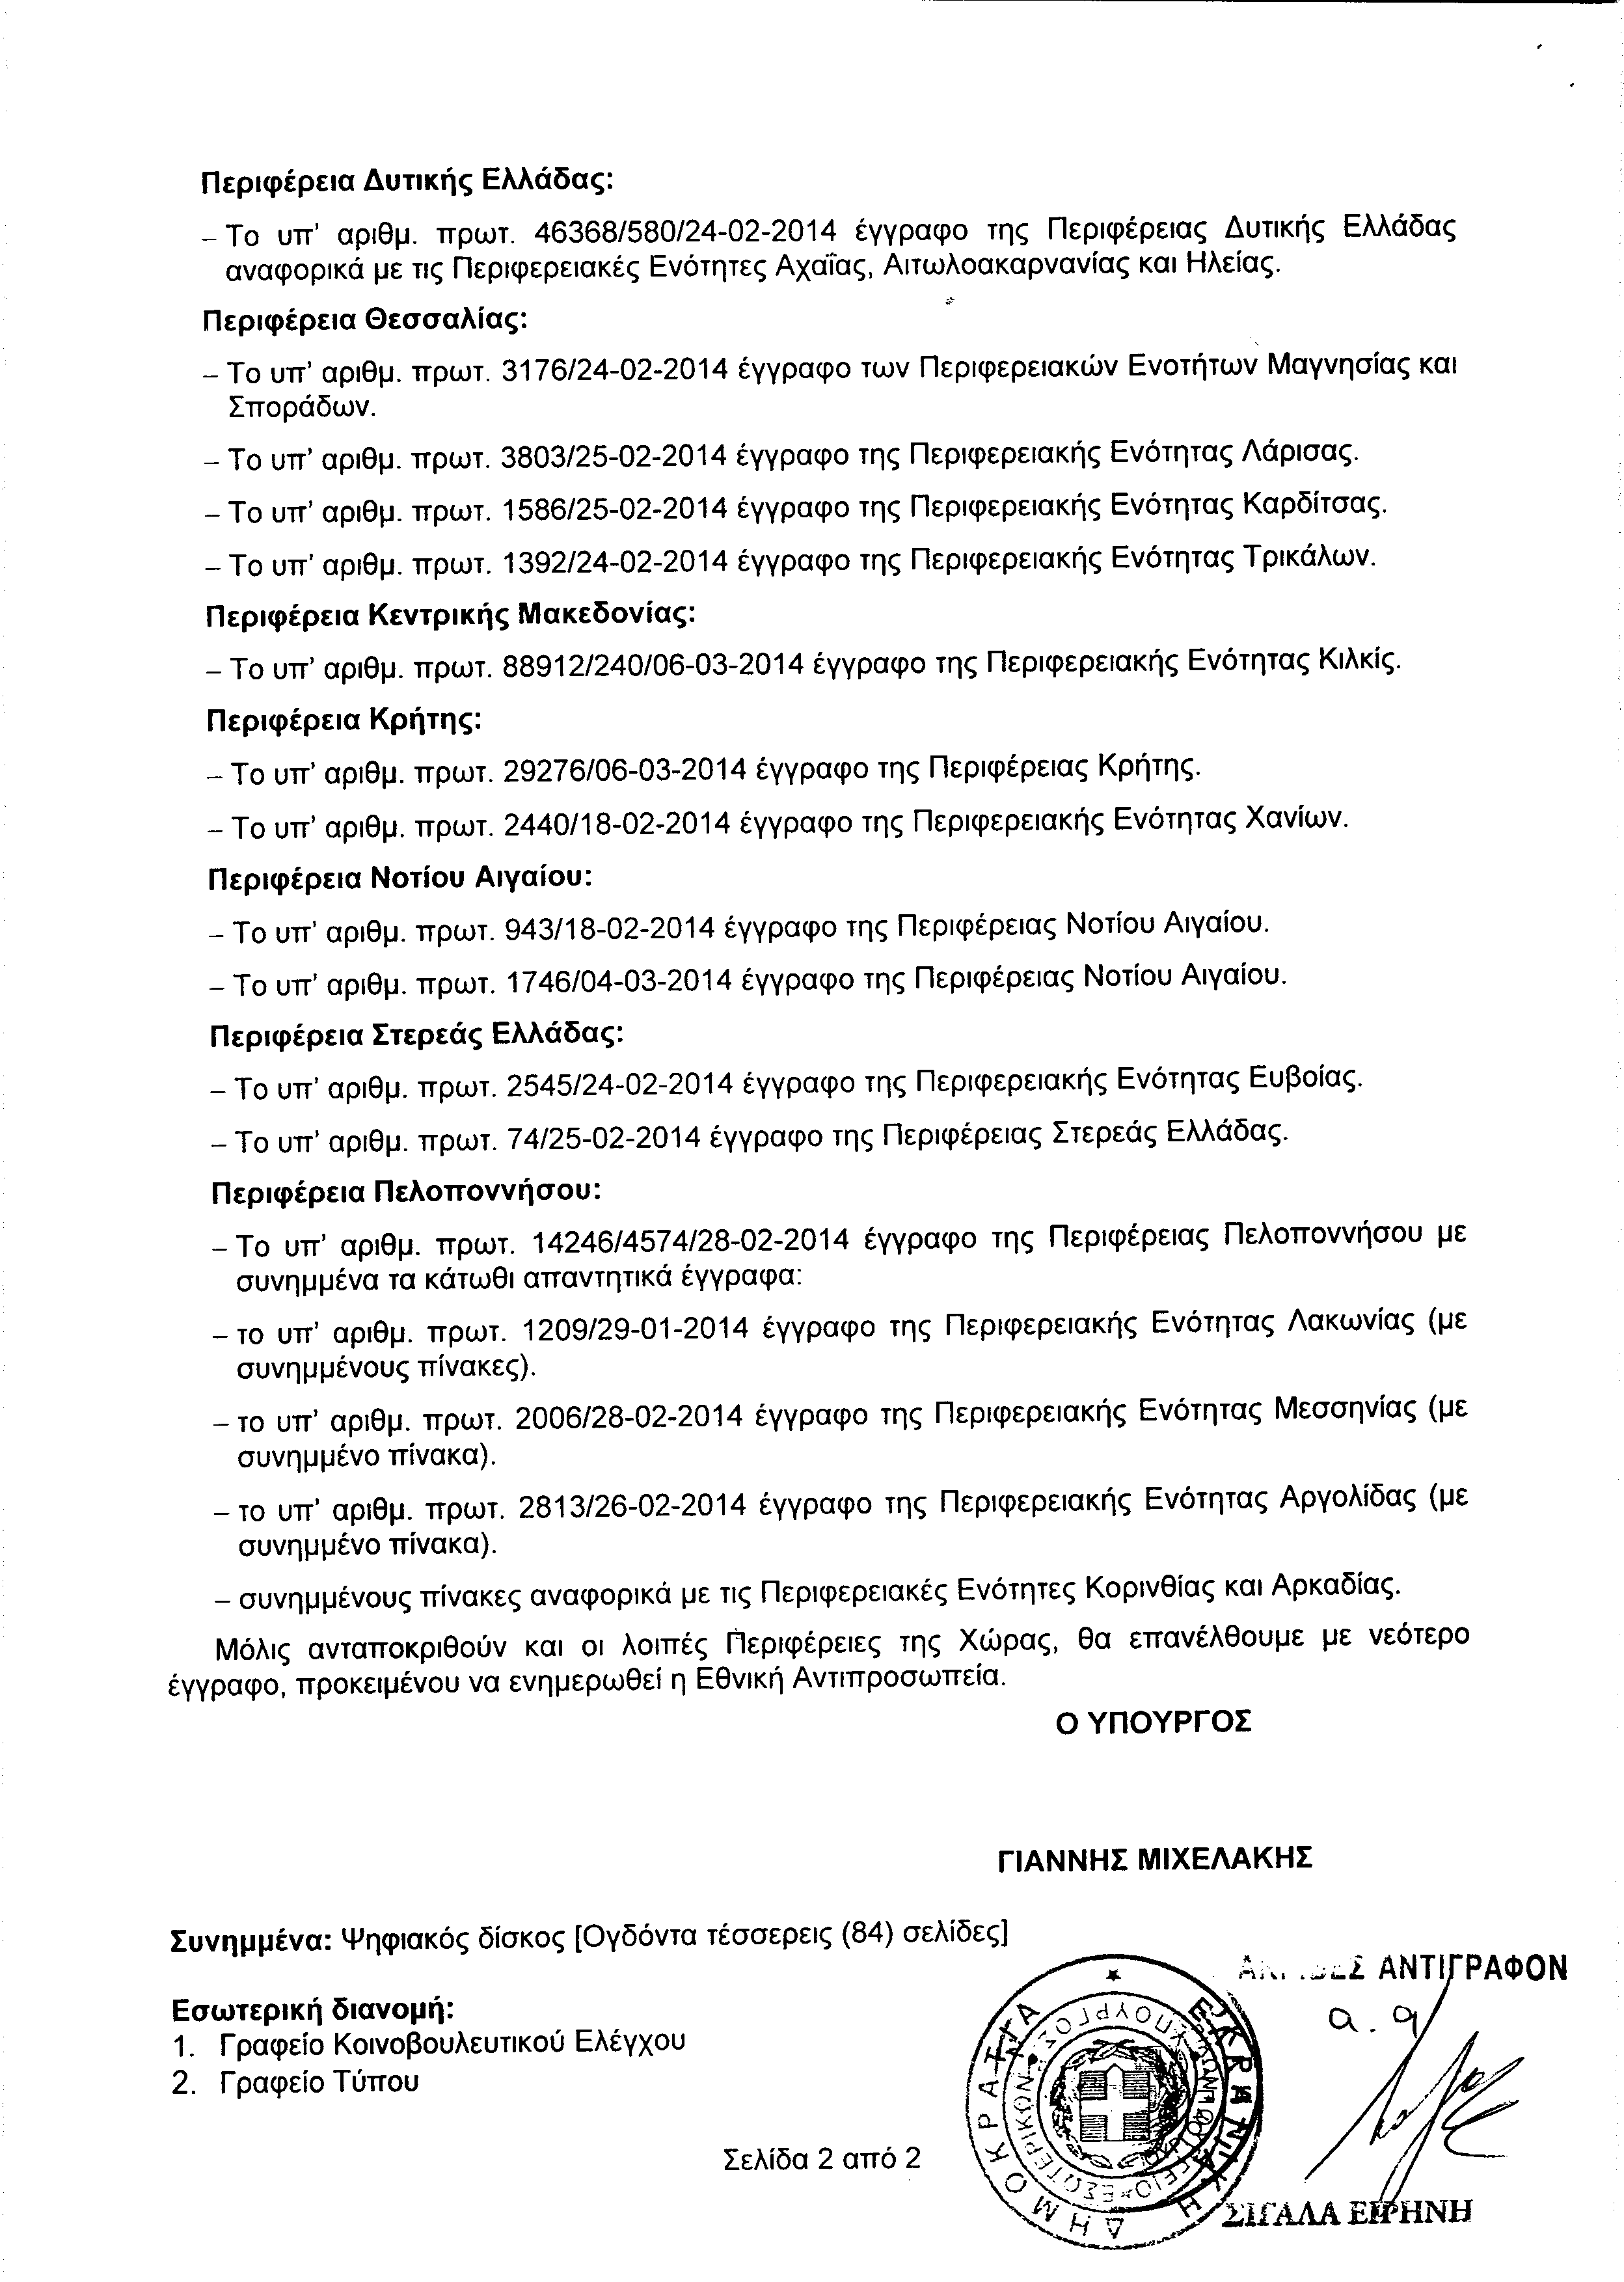 Περιφέρεια Δυτικής Ελλάδας:
– Το υπ’ αριθμ. πρωτ. 46368/580/24-02-2014 έγγραφο της Περιφέρειας Δυτικής Ελλάδας
αναφορικά με τις Περιφερειακές Ενότητες Αχαΐας, Αιτωλοακαρνανίας και Ηλείας.
Περιφέρεια Θεσσαλίας:
– Το υπ’ αριθμ. πρωτ. 3176/24-02-2014 έγγραφο των Περιφερειακών Ενοτήτων Μαγνησίας και
Σποράδων.
– Το υπ’ αριθμ. πρωτ. 3803/25-02-2014 έγγραφο της Περιφερειακής Ενότητας Λάρισας.
– Το υπ’ αριθμ. πρωτ. 1586/25-02-2014 έγγραφο της Περιφερειακής Ενότητας Καρδίτσας.
– Το υπ’ αριθμ. πρωτ. 1392/24-02-2014 έγγραφο της Περιφερειακής Ενότητας Τρικάλων.
Περιφέρεια Κεντρικής Μακεδονίας:
– Το υπ’ αριθμ. πρωτ. 88912/240/06-03-2014 έγγραφο της Περιφερειακής Ενότητας Κιλκίς.
Περιφέρεια Κρήτης:
– Το υπ’ αριθμ. πρωτ. 29276/06-03-2014 έγγραφο της Περιφέρειας Κρήτης.
– Το υπ’ αριθμ. πρωτ. 2440/18-02-2014 έγγραφο της Περιφερειακής Ενότητας Χανίων.
Περιφέρεια Νοτίου Αιγαίου:
– Το υπ’ αριθμ. πρωτ. 943/18-02-2014 έγγραφο της Περιφέρειας Νοτίου Αιγαίου.
– Το υπ’ αριθμ. πρωτ. 1746/04-03-2014 έγγραφο της Περιφέρειας Νοτίου Αιγαίου.
Περιφέρεια Στερεάς Ελλάδας:
– Το υπ’ αριθμ. πρωτ. 2545/24-02-2014 έγγραφο της Περιφερειακής Ενότητας Ευβοίας.
– Το υπ’ αριθμ. πρωτ. 74/25-02-2014 έγγραφο της Περιφέρειας Στερεάς Ελλάδας.
Περιφέρεια Πελοποννήσου:
– Το υπ’ αριθμ. πρωτ. 14246/4574/28-02-2014 έγγραφο της Περιφέρειας Πελοποννήσου με
συνημμένα τα κάτωθι απαντητικά έγγραφα:
– το υπ’ αριθμ. πρωτ. 1209/29-01-2014 έγγραφο της Περιφερειακής Ενότητας Λακωνίας (με
συνημμένους πίνακες).
– το υπ’ αριθμ. πρωτ. 2006/28-02-2014 έγγραφο της Περιφερειακής Ενότητας Μεσσηνίας (με
συνημμένο πίνακα).
– το υπ’ αριθμ. πρωτ. 2813/26-02-2014 έγγραφο της Περιφερειακής Ενότητας Αργολίδας (με
συνημμένο πίνακα).
– συνημμένους πίνακες αναφορικά με τις Περιφερειακές Ενότητες Κορινθίας και Αρκαδίας.
Μόλις ανταποκριθούν και οι λοιπές Περιφέρειες της Χώρας, θα επανέλθουμε με νεότερο
έγγραφο, προκειμένου να ενημερωθεί η Εθνική Αντιπροσωπεία.
Ο ΥΠΟΥΡΓΟΣ
ΓΙΑΝΝΗΣ ΜΙΧΕΛΑΚΗΣ
Συνημμένα: Ψηφιακός δίσκος [Ογδόντα τέσσερεις (84) σελίδες]
ΑΝΤΙΓΡΑΦΟΝ
α.α
Εσωτερική διανομή:
1. Γραφείο Κοινοβουλευτικού Ελέγχου
2. Γραφείο Τύπου
ΔΗΜΟΚΡΑΤΙΑ
Σελίδα 2 από 2
ΣΙΓΑΛΑ ΕΙΡΗΝΗ